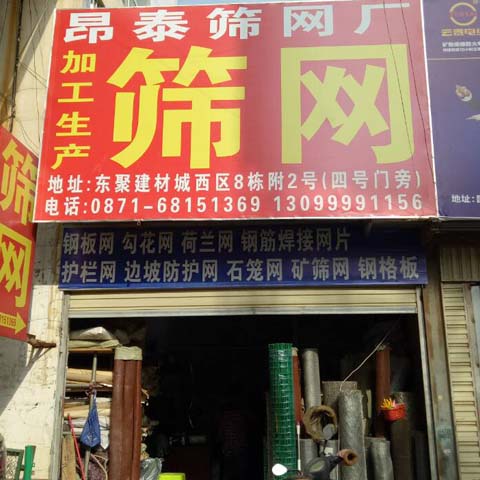 昂泰筛网厂
加工生产
筛网
地址:东聚建材城西区8栋附2号(四号门旁)
电话:0871-68151369 13099991156
钢板网 勾花网 荷兰网 钢筋焊接网片
护栏网 边坡防护网 石笼网 矿筛网 钢格板
筛网